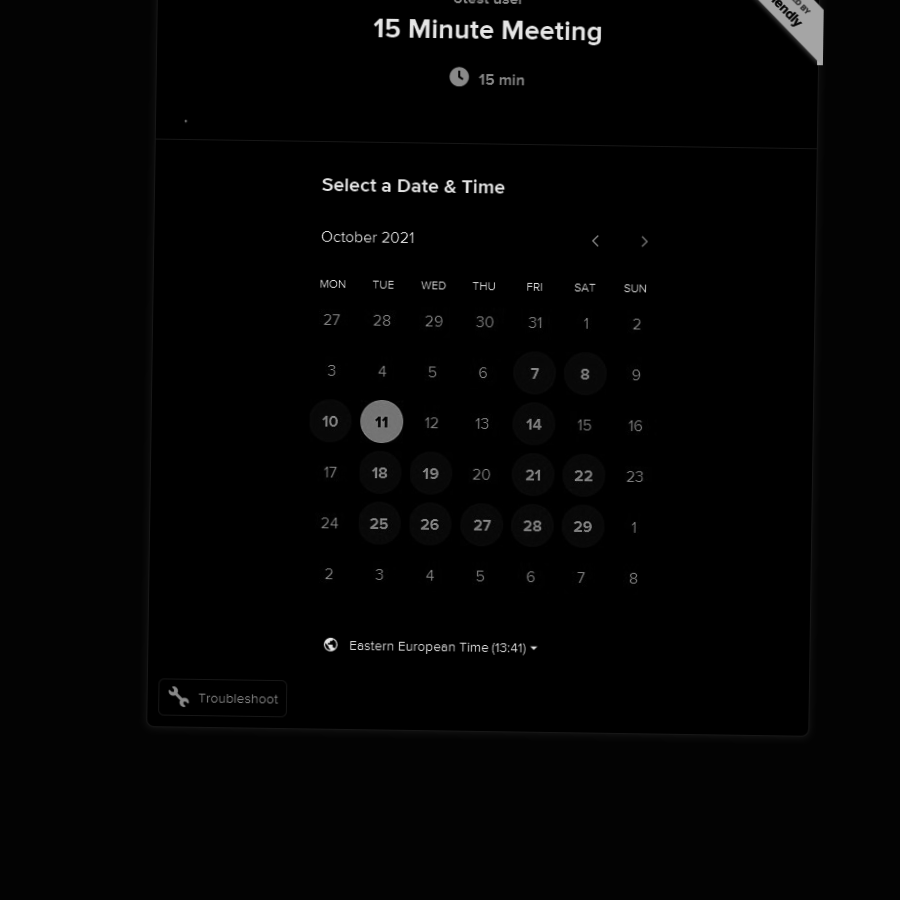 15 Minute Meeting
15 min
Select a Date & Time
October 2021
MON TUE WED THU FRI SAT SUN
27 28 29 30 31 1 2
3 4 5 6 7 8 9
10 11 12 13 14 15 16
17 18 19 20 21 22 23
24 25 26 27 28 29 1
2 3 4 5 6 7 8
Eastern European Time (13:41)
Troubleshoot